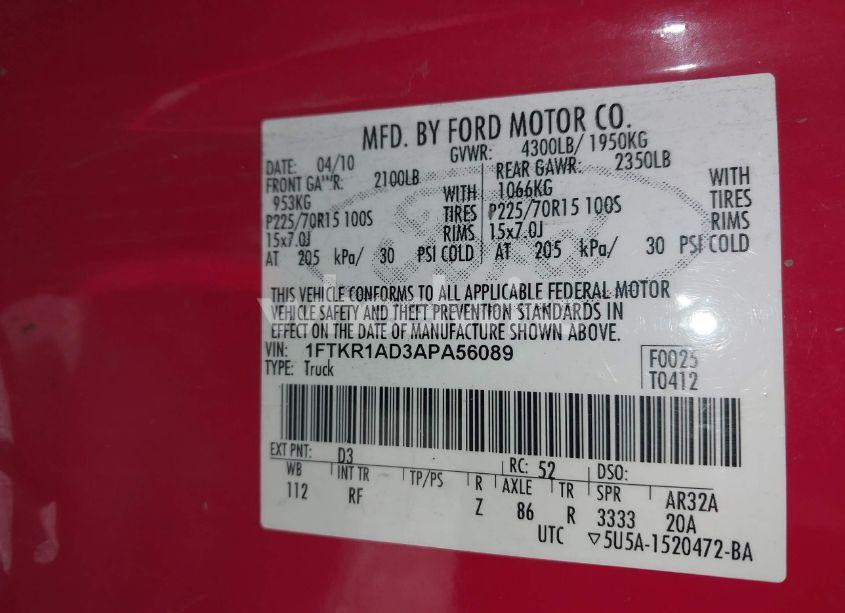 MFD. BY FORD MOTOR CO.
DATE: 04/10 GVWR: 4300LB/ 1950KG
FRONT GAWR: 2100LB REAR GAWR: 2350LB
953KG WITH 1066KG WITH
P225/70R15 100S TIRES P225/70R15 100S TIRES
15x7.0J RIMS 15x7.0J RIMS
AT 205 kPa/ 30 PSI COLD AT 205 kPa/ 30 PSI COLD
THIS VEHICLE CONFORMS TO ALL APPLICABLE FEDERAL MOTOR
VEHICLE SAFETY AND THEFT PREVENTION STANDARDS IN
EFFECT ON THE DATE OF MANUFACTURE SHOWN ABOVE.
VIN: 1FTKR1AD3APA56089 F0025
TYPE: Truck T0412
EXT PNT: D3 RC: 52 DSO:
WB INT TR TP/PS R AXLE TR SPR AR32A
112 RF Z 86 R 3333 20A
UTC ▽5U5A-1520472-BA